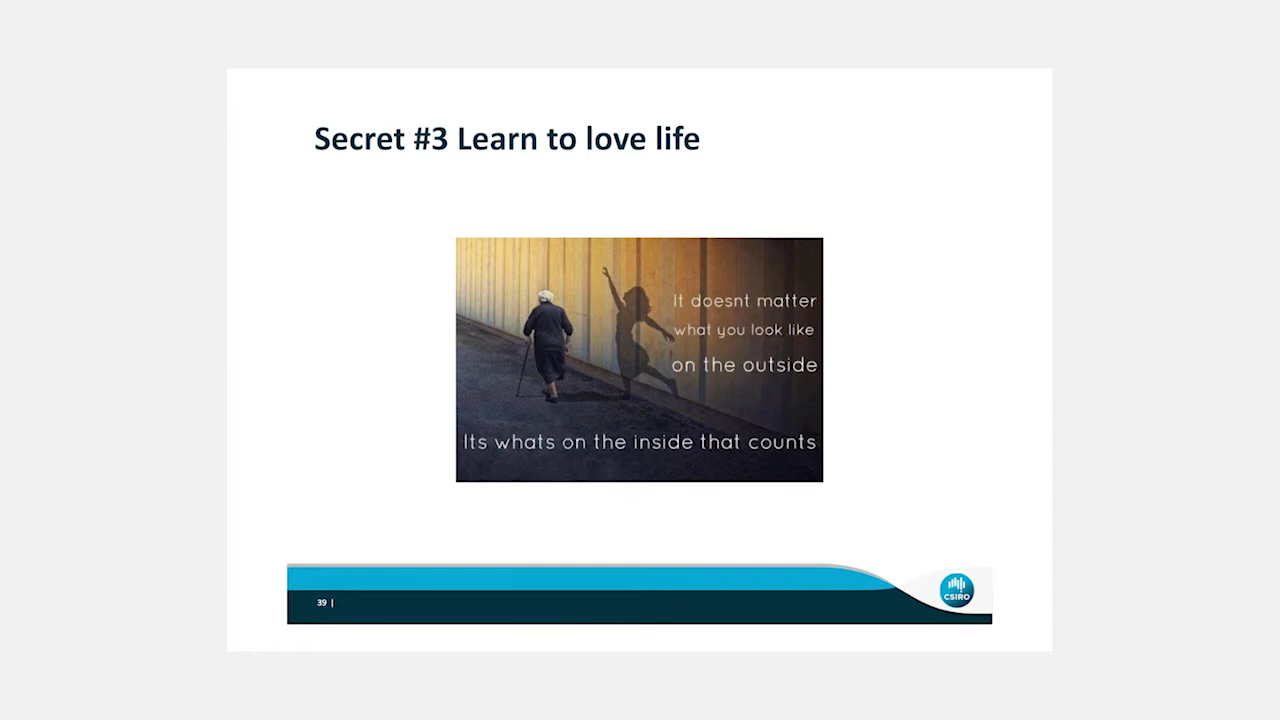 Secret #3 Learn to love life
It doesnt matter
what you look like
on the outside
Its whats on the inside that counts
39 |
CSIRO